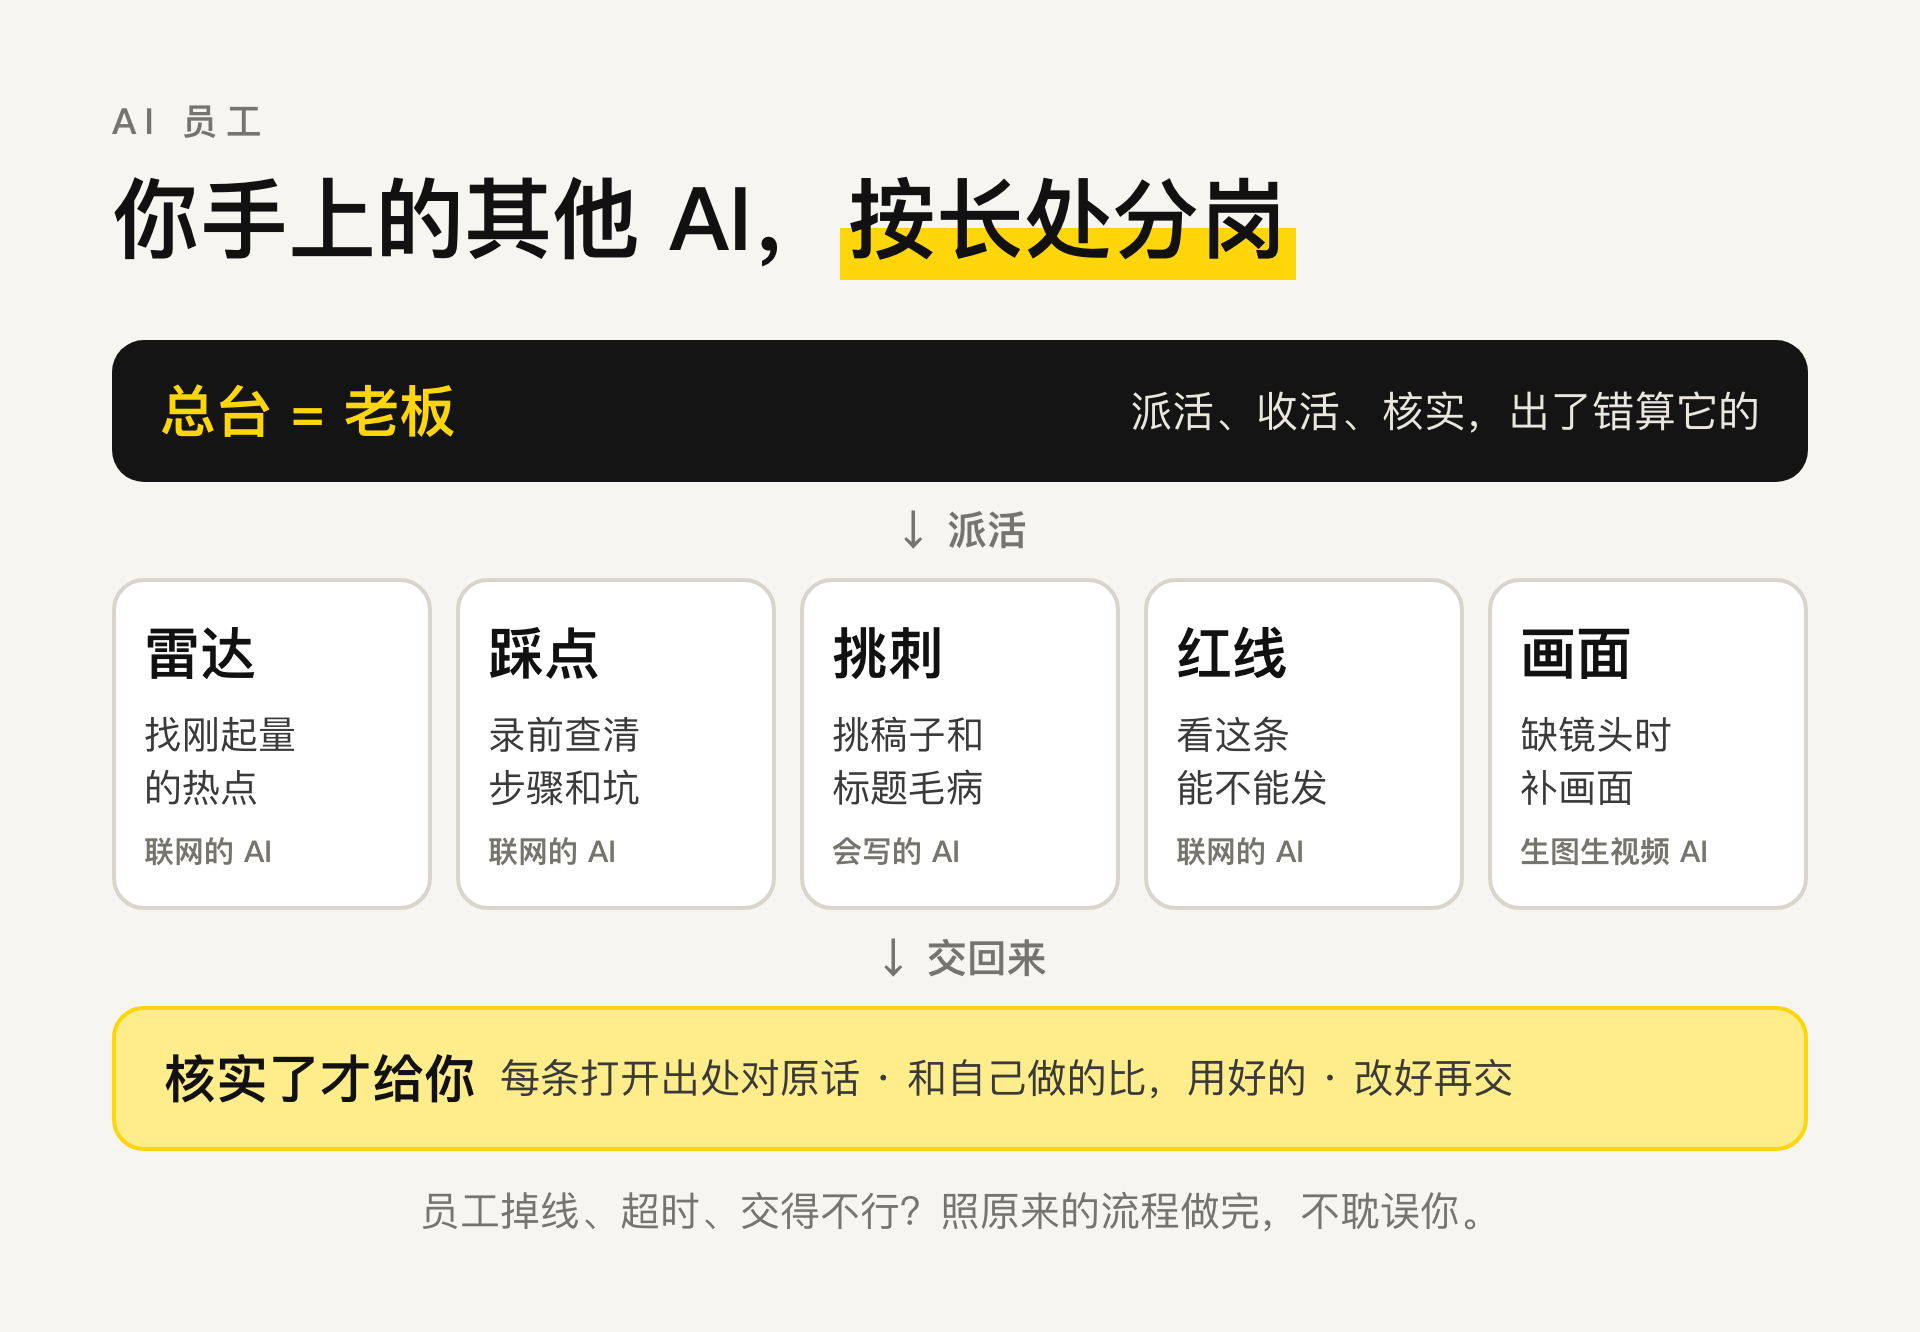 AI 员工
你手上的其他 AI，按长处分岗
总台 = 老板
派活、收活、核实，出了错算它的
↓ 派活
雷达
找刚起量
的热点
联网的 AI
踩点
录前查清
步骤和坑
联网的 AI
挑刺
挑稿子和
标题毛病
会写的 AI
红线
看这条
能不能发
联网的 AI
画面
缺镜头时
补画面
生图生视频 AI
↓ 交回来
核实了才给你 每条打开出处对原话 · 和自己做的比，用好的 · 改好再交
员工掉线、超时、交得不行？照原来的流程做完，不耽误你。